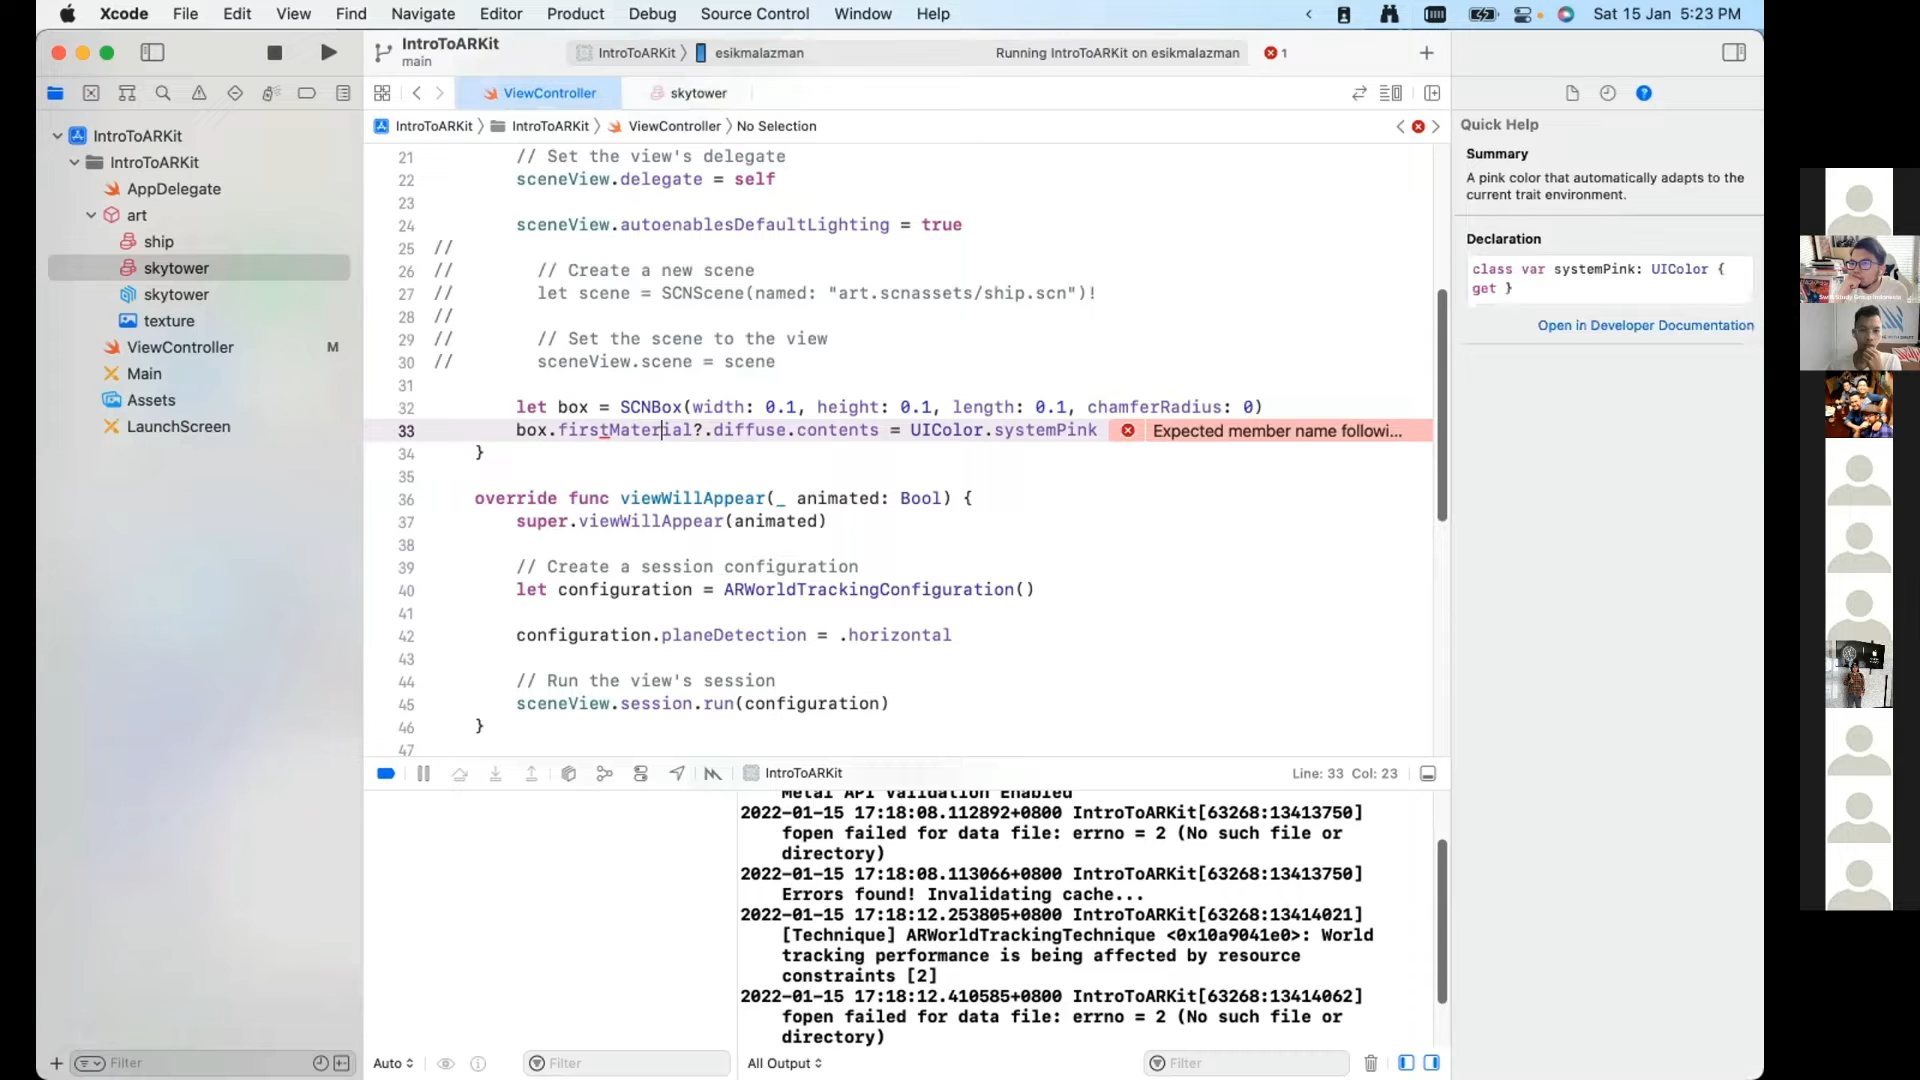 Xcode File Edit View Find Navigate Editor Product Debug Source Control Window Help Sat 15 Jan 5:23 PM
IntroToARKit
main
IntroToARKit esikmalazman Running IntroToARKit on esikmalazman 1
ViewController skytower
IntroToARKit IntroToARKit ViewController No Selection
IntroToARKit
IntroToARKit
AppDelegate
art
ship
skytower
skytower
texture
ViewController M
Main
Assets
LaunchScreen
Filter
21 // Set the view's delegate
22 sceneView.delegate = self
23
24 sceneView.autoenablesDefaultLighting = true
25 //
26 // // Create a new scene
27 // let scene = SCNScene(named: "art.scnassets/ship.scn")!
28 //
29 // // Set the scene to the view
30 // sceneView.scene = scene
31
32 let box = SCNBox(width: 0.1, height: 0.1, length: 0.1, chamferRadius: 0)
33 box.firstMaterial?.diffuse.contents = UIColor.systemPink Expected member name followi...
34 }
35
36 override func viewWillAppear(_ animated: Bool) {
37 super.viewWillAppear(animated)
38
39 // Create a session configuration
40 let configuration = ARWorldTrackingConfiguration()
41
42 configuration.planeDetection = .horizontal
43
44 // Run the view's session
45 sceneView.session.run(configuration)
46 }
47
IntroToARKit Line: 33 Col: 23
Metal API Validation Enabled
2022-01-15 17:18:08.112892+0800 IntroToARKit[63268:13413750]
fopen failed for data file: errno = 2 (No such file or
directory)
2022-01-15 17:18:08.113066+0800 IntroToARKit[63268:13413750]
Errors found! Invalidating cache...
2022-01-15 17:18:12.253805+0800 IntroToARKit[63268:13414021]
[Technique] ARWorldTrackingTechnique <0x10a9041e0>: World
tracking performance is being affected by resource
constraints [2]
2022-01-15 17:18:12.410585+0800 IntroToARKit[63268:13414062]
fopen failed for data file: errno = 2 (No such file or
directory)
Auto Filter All Output Filter
Quick Help
Summary
A pink color that automatically adapts to the
current trait environment.
Declaration
class var systemPink: UIColor {
get }
Open in Developer Documentation
Swift Study Group Indonesia